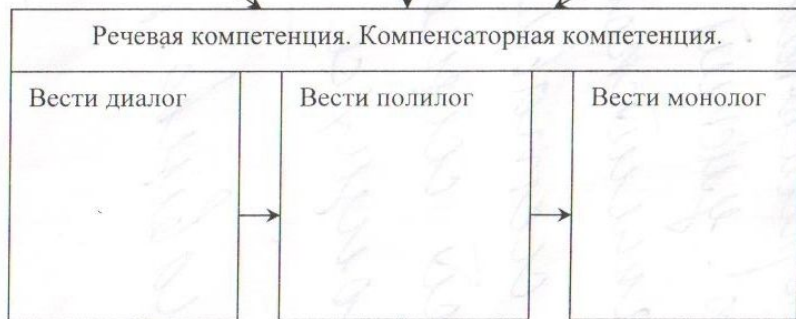 Речевая компетенция. Компенсаторная компетенция.
Вести диалог
Вести полилог
Вести монолог